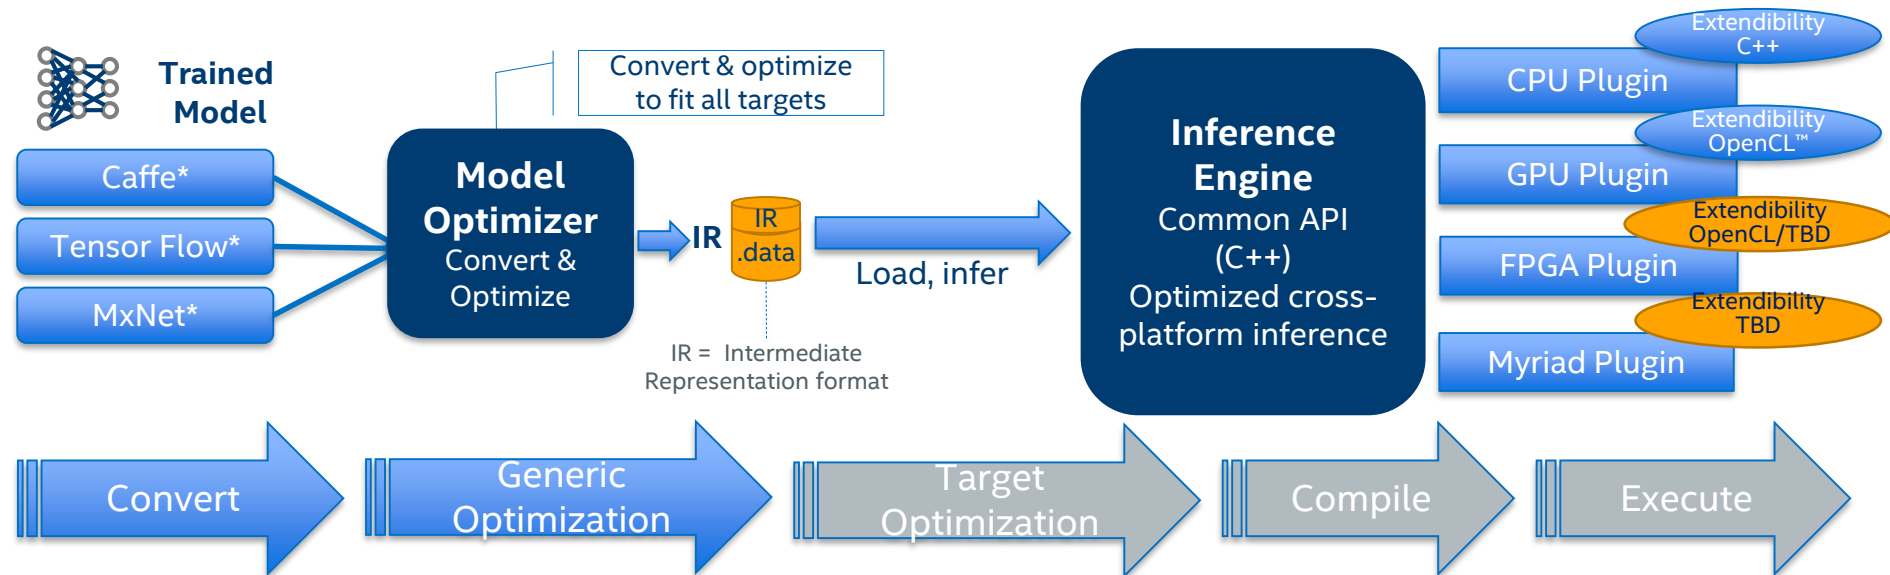 Trained
Model
Caffe*
Tensor Flow*
MxNet*
Convert & optimize
to fit all targets
Model
Optimizer
Convert &
Optimize
IR
IR
.data
IR = Intermediate
Representation format
Load, infer
Inference
Engine
Common API
(C++)
Optimized cross-
platform inference
Extendibility
C++
CPU Plugin
Extendibility
OpenCL™
GPU Plugin
Extendibility
OpenCL/TBD
FPGA Plugin
Extendibility
TBD
Myriad Plugin
Convert
Generic
Optimization
Target
Optimization
Compile
Execute